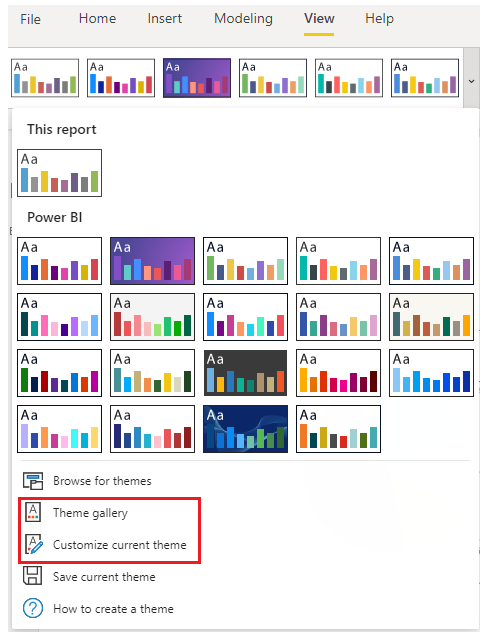 File Home Insert Modeling View Help
Aa Aa Aa Aa Aa Aa
This report
Aa
Power BI
Aa Aa Aa Aa Aa
Aa Aa Aa Aa Aa
Aa Aa Aa Aa Aa
Aa Aa Aa Aa
Browse for themes
Theme gallery
Customize current theme
Save current theme
How to create a theme